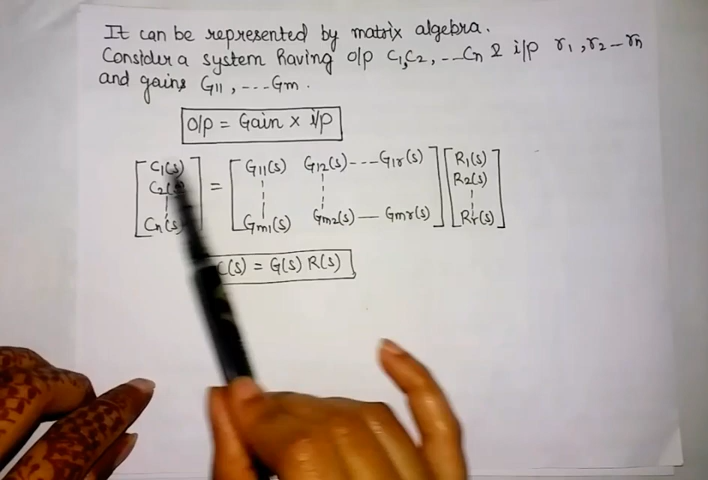 It can be represented by matrix algebra.
Consider a system having o/p C1, C2, ... Cn & i/p r1, r2 – rn
and gains G11, ---Gm.
O/P = Gain × i/p
[C1(s) C2( Cn(s)] = [G11(s) G12(s)---G1r(s) Gm1(s) Gm2(s) — Gmr(s)] [R1(s) R2(s) Rr(s)]
C(s) = G(s) R(s)